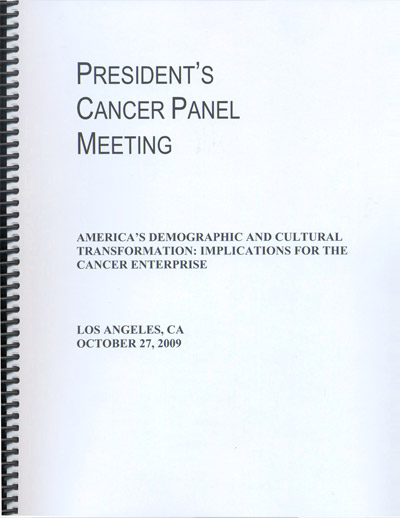 PRESIDENT'S
CANCER PANEL
MEETING
AMERICA'S DEMOGRAPHIC AND CULTURAL
TRANSFORMATION: IMPLICATIONS FOR THE
CANCER ENTERPRISE
LOS ANGELES, CA
OCTOBER 27, 2009